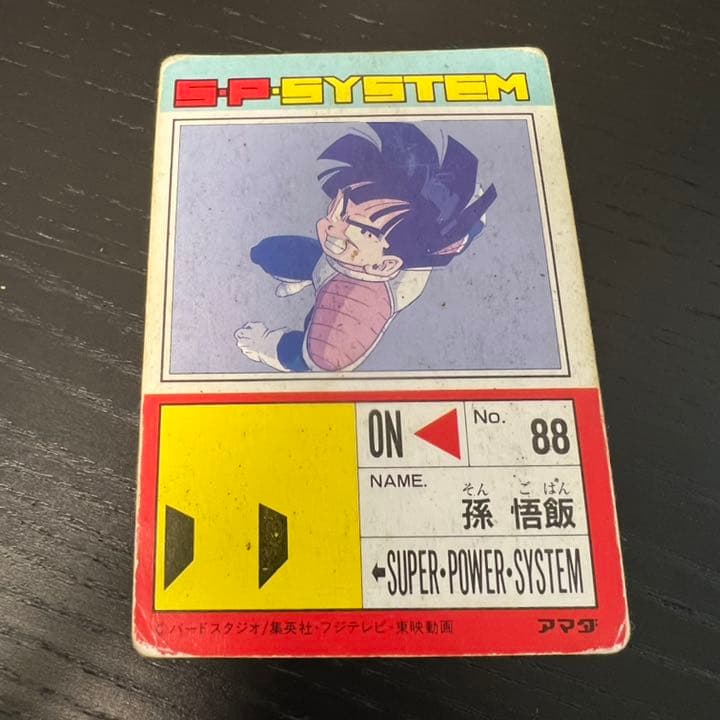 S·P·SYSTEM
ON
No. 88
NAME.
そん ご はん
孫 悟飯
←SUPER·POWER·SYSTEM
© バードスタジオ/集英社・フジテレビ・東映動画
アマダ